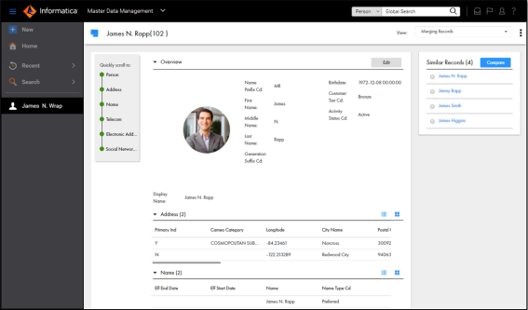 Informatica
Master Data Management
Person
Global Search
New
Home
Recent
Search
James N. Wrap
James N. Rapp(102 )
View:
Merging Records
Quickly scroll to:
Person
Address
Name
Telecom
Electronic Add...
Social Networ...
Overview
Edit
Name
Prefix Cd
MR
First
Name:
James
Middle
Name:
N.
Last
Name:
Rapp
Generation
Suffix Cd
Birthdate:
1972-12-08 00:00:00
Customer
Tier Cd:
Bronze
Activity
Status Cd:
Active
Display
Name
James N. Rapp
Address (2)
Primary Ind
Cameo Category
Longitude
City Name
Postal
Y
COSMOPOLITAN SUB...
-84.23461
Norcross
30092
N
-122.213289
Redwood City
94063
Name (2)
Eff End Date
Eff Start Date
Name
Name Type Cd
James N. Rapp
Preferred
Similar Records (4)
Compare
James N. Rapp
Jimmy Rapp
James Smith
James Higgins